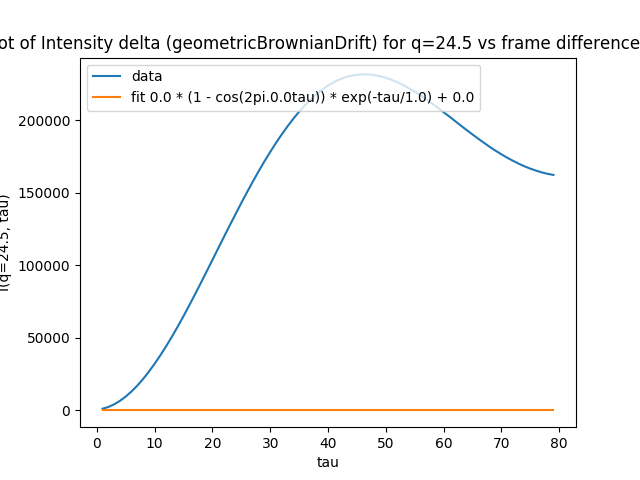 ot of Intensity delta (geometricBrownianDrift) for q=24.5 vs frame difference
data
fit 0.0 * (1 - cos(2pi.0.0tau)) * exp(-tau/1.0) + 0.0
I(q=24.5, tau)
200000
150000
100000
50000
0
0 10 20 30 40 50 60 70 80
tau